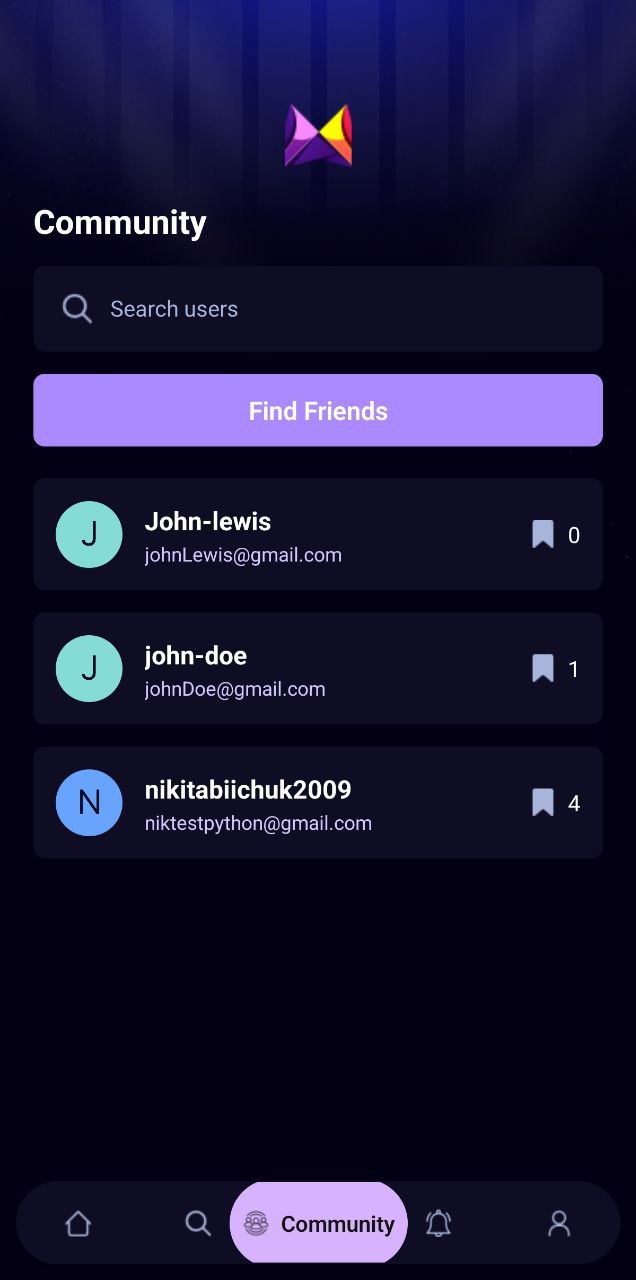 Community
Search users
Find Friends
J
John-lewis
johnLewis@gmail.com
0
J
john-doe
johnDoe@gmail.com
1
N
nikitabiichuk2009
niktestpython@gmail.com
4
Community